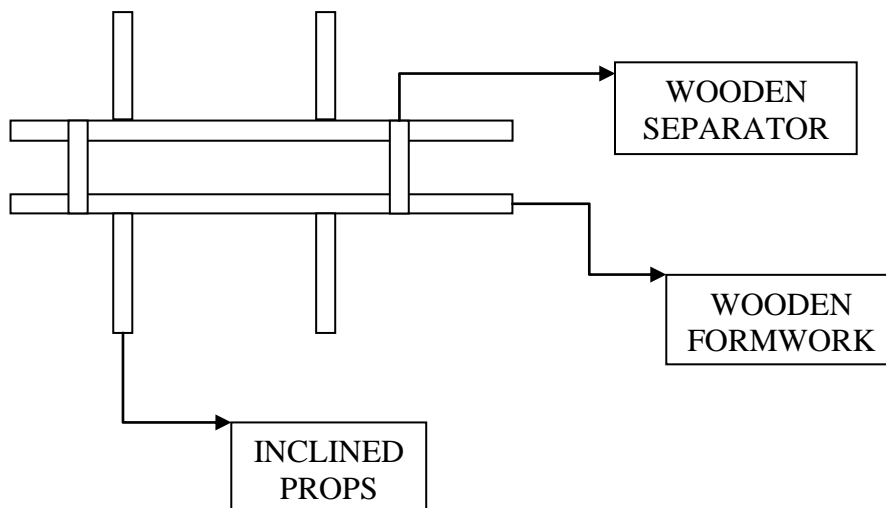 WOODEN
SEPARATOR
WOODEN
FORMWORK
INCLINED
PROPS